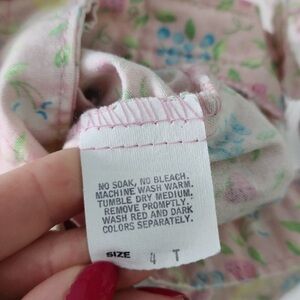 NO SOAK, NO BLEACH.
MACHINE WASH WARM.
TUMBLE DRY MEDIUM.
REMOVE PROMPTLY.
WASH RED AND DARK
COLORS SEPARATELY.
SIZE 4 T